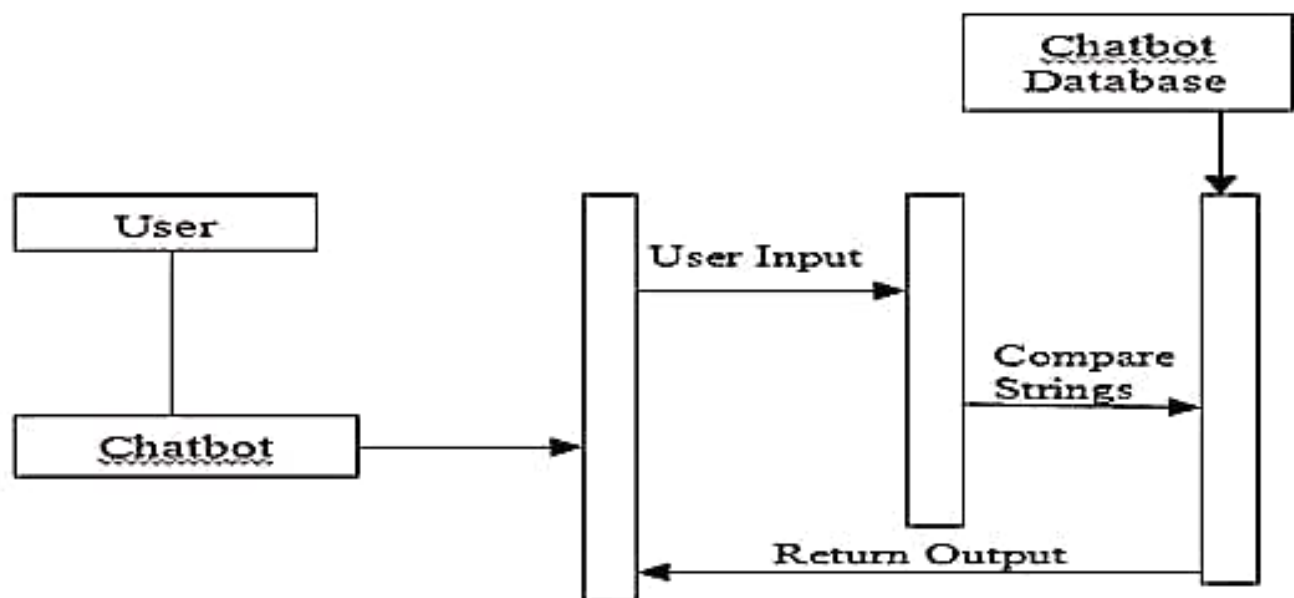 Chatbot
Database
User
User Input
Compare
Strings
Chatbot
Return Output